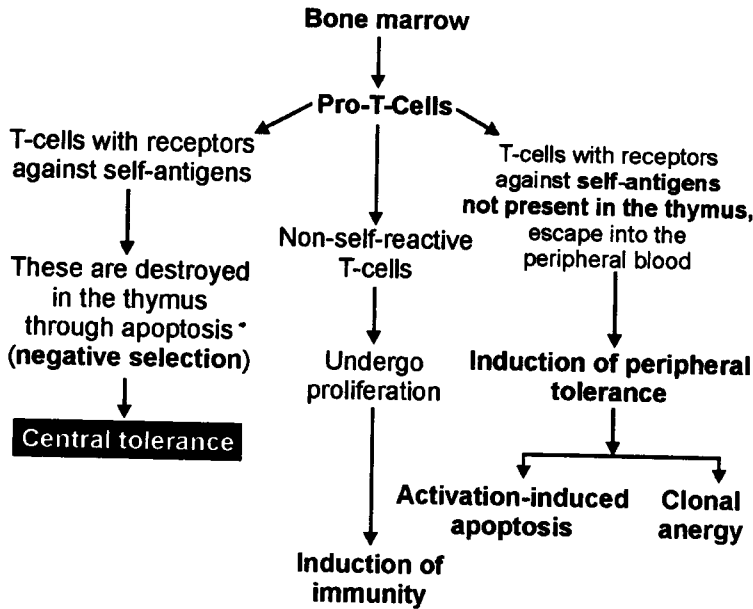 Bone marrow
Pro-T-Cells
T-cells with receptors
against self-antigens
These are destroyed
in the thymus
through apoptosis*
(negative selection)
Central tolerance
Non-self-reactive
T-cells
Undergo
proliferation
Induction of
immunity
T-cells with receptors
against self-antigens
not present in the thymus,
escape into the
peripheral blood
Induction of peripheral
tolerance
Activation-induced
apoptosis
Clonal
anergy